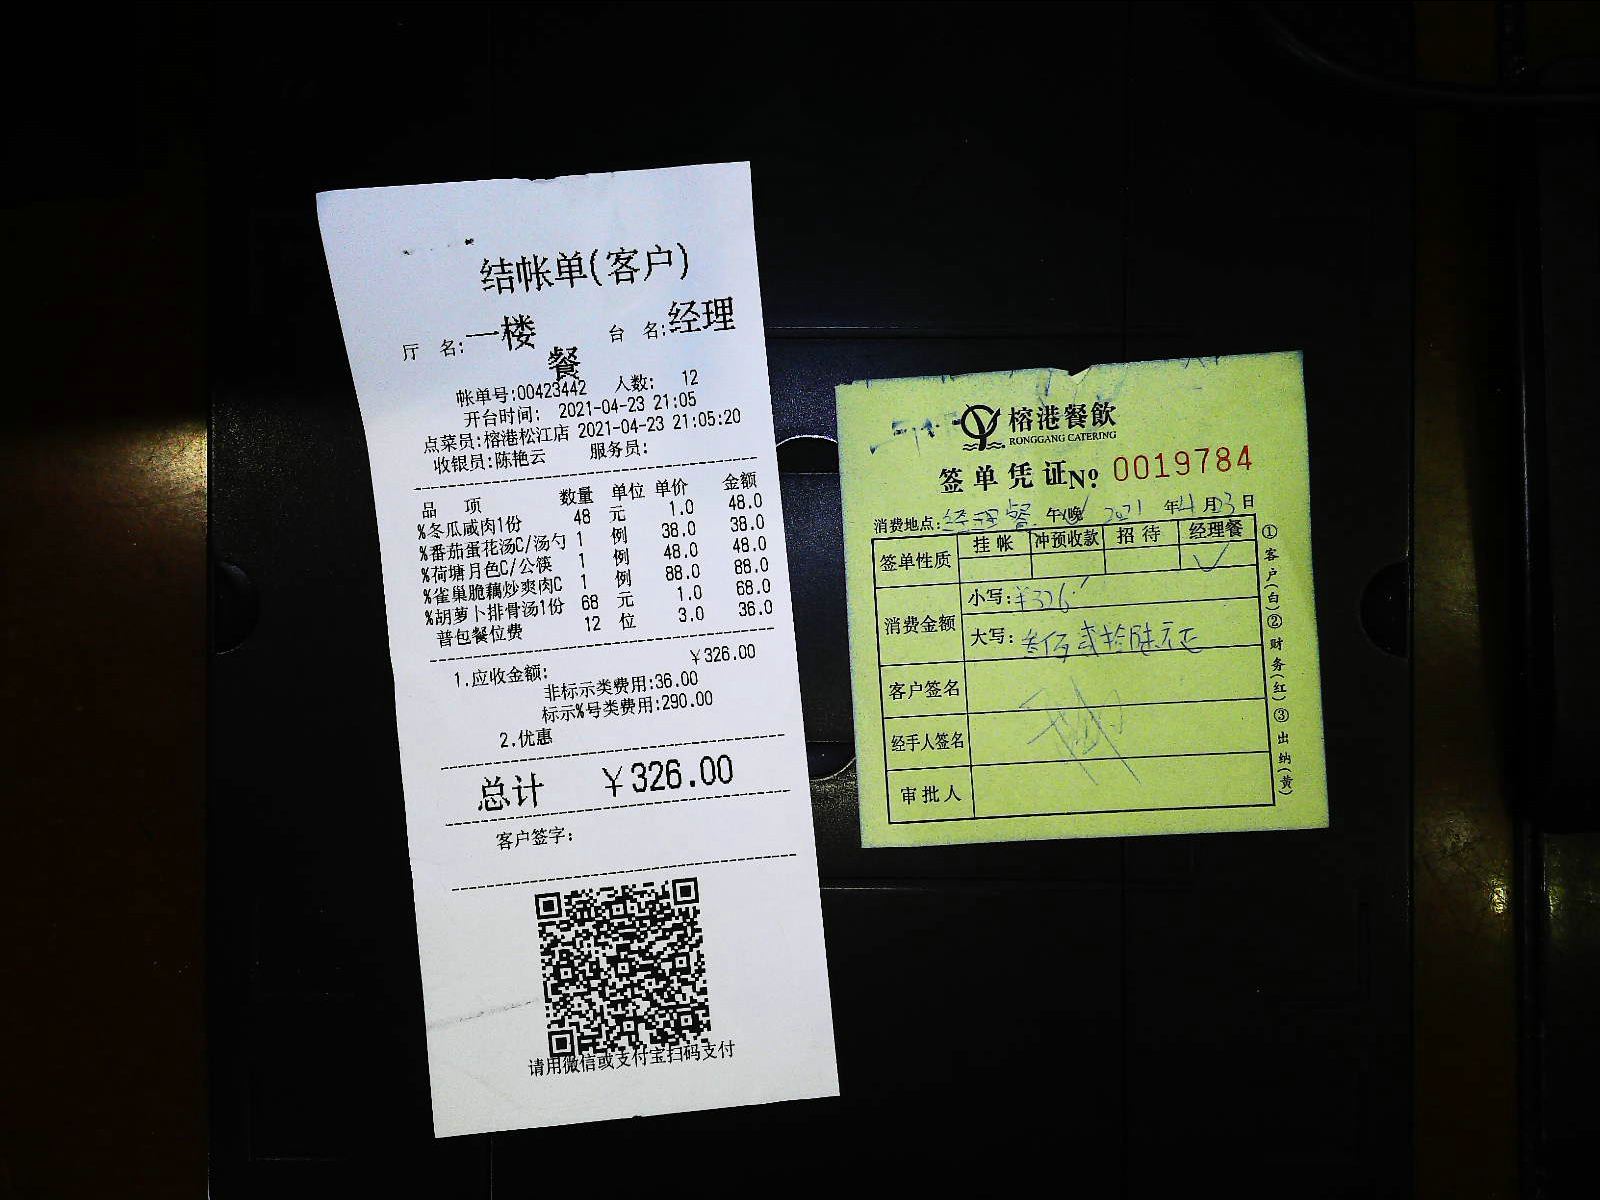 结帐单(客户)
厅 名:一楼 台 名:经理
餐
帐单号:00423442 人数: 12
开台时间: 2021-04-23 21:05
点菜员:榕港松江店 2021-04-23 21:05:20
收银员:陈艳云 服务员:
品 项 数量 单位 单价 金额
%冬瓜咸肉1份 48 元 1.0 48.0
%番茄蛋花汤C/汤勺 1 例 38.0 38.0
%荷塘月色C/公筷 1 例 48.0 48.0
%雀巢脆藕炒爽肉C 1 例 88.0 88.0
%胡萝卜排骨汤1份 68 元 1.0 68.0
普包餐位费 12 位 3.0 36.0
1.应收金额: ￥326.00
非标示类费用:36.00
标示%号类费用:290.00
2.优惠
总计 ￥326.00
客户签字:
请用微信或支付宝扫码支付
榕港餐飲
RONGGANG CATERING
签单凭证№ 0019784
消费地点:经理餐 午/晚 2021 年4月23日
签单性质 挂帐 冲预收款 招待 经理餐
消费金额 小写:¥326
大写:叁佰贰拾陆元正
客户签名
经手人签名
审批人
①客户(白)②财务(红)③出纳(黄)